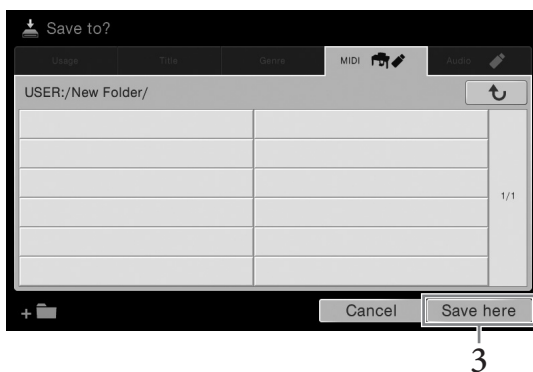 Save to?
Usage Title Genre MIDI Audio
USER:/New Folder/
1/1
+
Cancel Save here
3